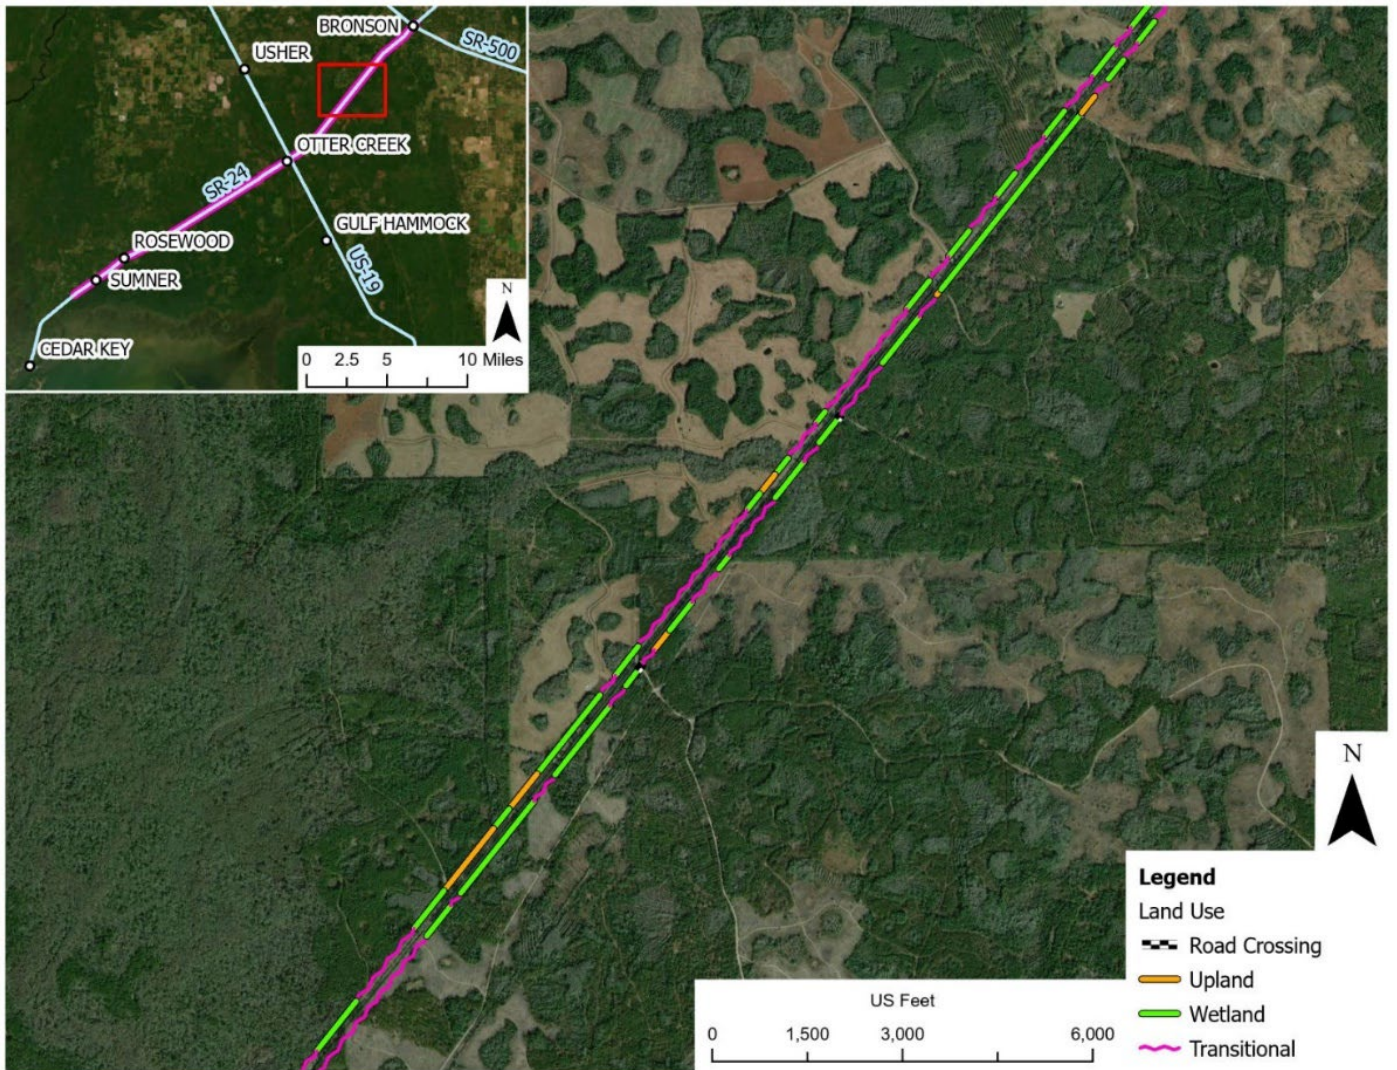 BRONSON
SR-500
USHER
OTTER CREEK
SR-24
GULF HAMMOCK
ROSEWOOD
US-19
SUMNER
N
CEDAR KEY
0 2.5 5 10 Miles
N
Legend
Land Use
Road Crossing
Upland
Wetland
Transitional
US Feet
0 1,500 3,000 6,000